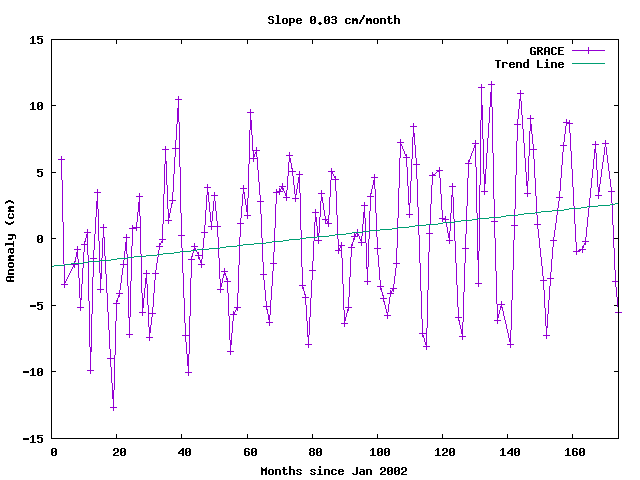 Slope 0.03 cm/month
GRACE
Trend Line
15
10
5
0
-5
-10
-15
Anomaly (cm)
0 20 40 60 80 100 120 140 160
Months since Jan 2002